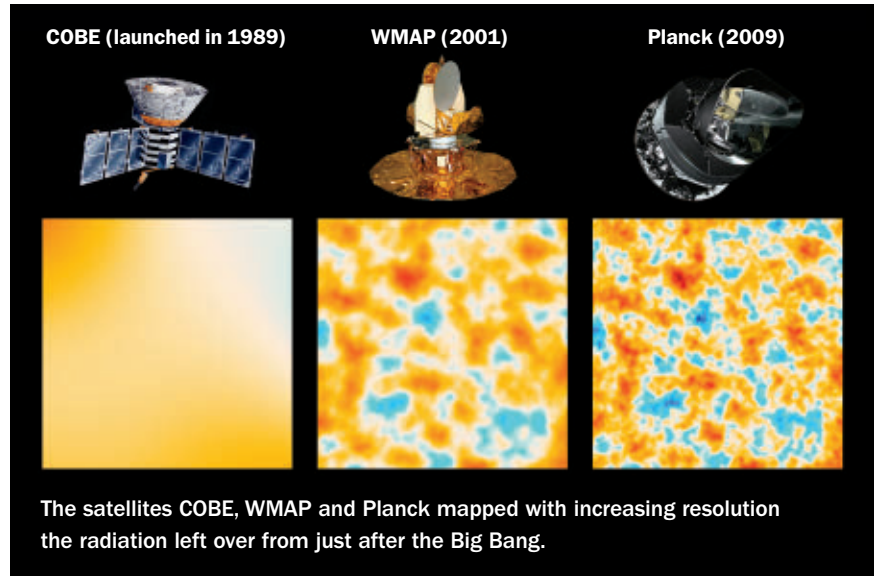 COBE (launched in 1989)
WMAP (2001)
Planck (2009)
The satellites COBE, WMAP and Planck mapped with increasing resolution
the radiation left over from just after the Big Bang.